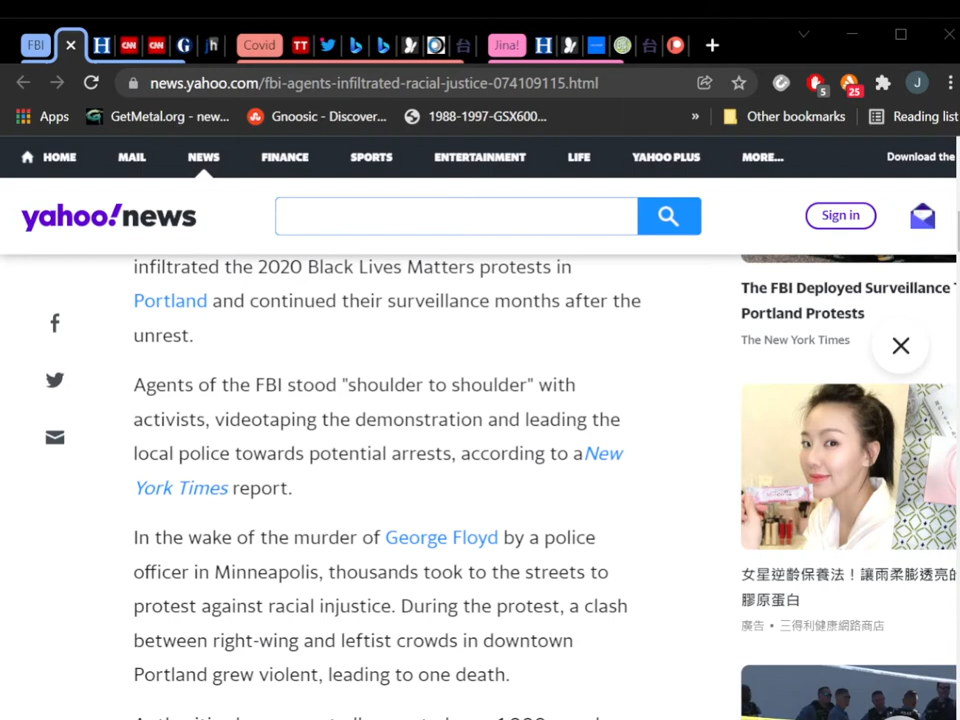 FBI
H
CNN
CNN
G
jh
Covid
TT
Jina!
H
news.yahoo.com/fbi-agents-infiltrated-racial-justice-074109115.html
5
25
J
Apps
GetMetal.org - new...
Gnoosic - Discover...
1988-1997-GSX600...
»
Other bookmarks
Reading list
HOME
MAIL
NEWS
FINANCE
SPORTS
ENTERTAINMENT
LIFE
YAHOO PLUS
MORE...
Download the
yahoo!news
Sign in
infiltrated the 2020 Black Lives Matters protests in
Portland and continued their surveillance months after the
unrest.
Agents of the FBI stood "shoulder to shoulder" with
activists, videotaping the demonstration and leading the
local police towards potential arrests, according to a New
York Times report.
In the wake of the murder of George Floyd by a police
officer in Minneapolis, thousands took to the streets to
protest against racial injustice. During the protest, a clash
between right-wing and leftist crowds in downtown
Portland grew violent, leading to one death.
The FBI Deployed Surveillance
Portland Protests
The New York Times
女星逆齡保養法！讓雨柔膨透亮的
膠原蛋白
廣告 • 三得利健康網路商店